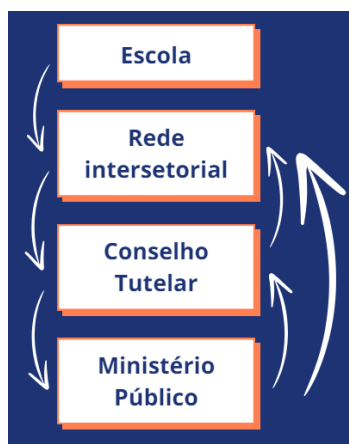 Escola
Rede
intersetorial
Conselho
Tutelar
Ministério
Público